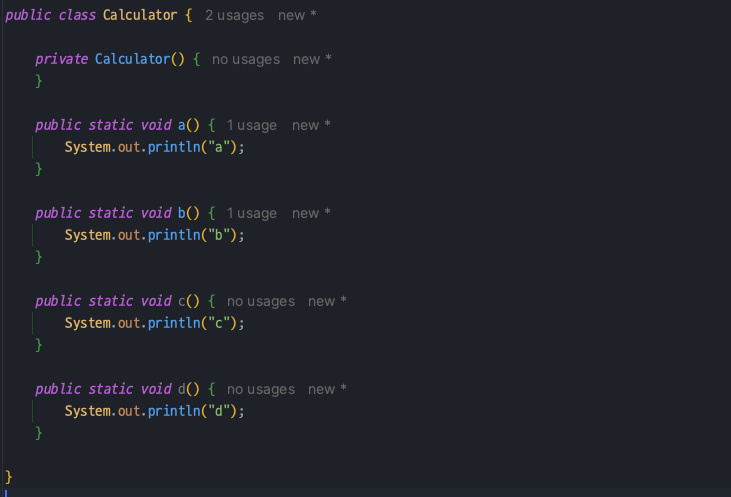 public class Calculator {   2 usages   new *
private Calculator() {   no usages   new *
}
public static void a() {   1 usage   new *
System.out.println("a");
}
public static void b() {   1 usage   new *
System.out.println("b");
}
public static void c() {   no usages   new *
System.out.println("c");
}
public static void d() {   no usages   new *
System.out.println("d");
}
}